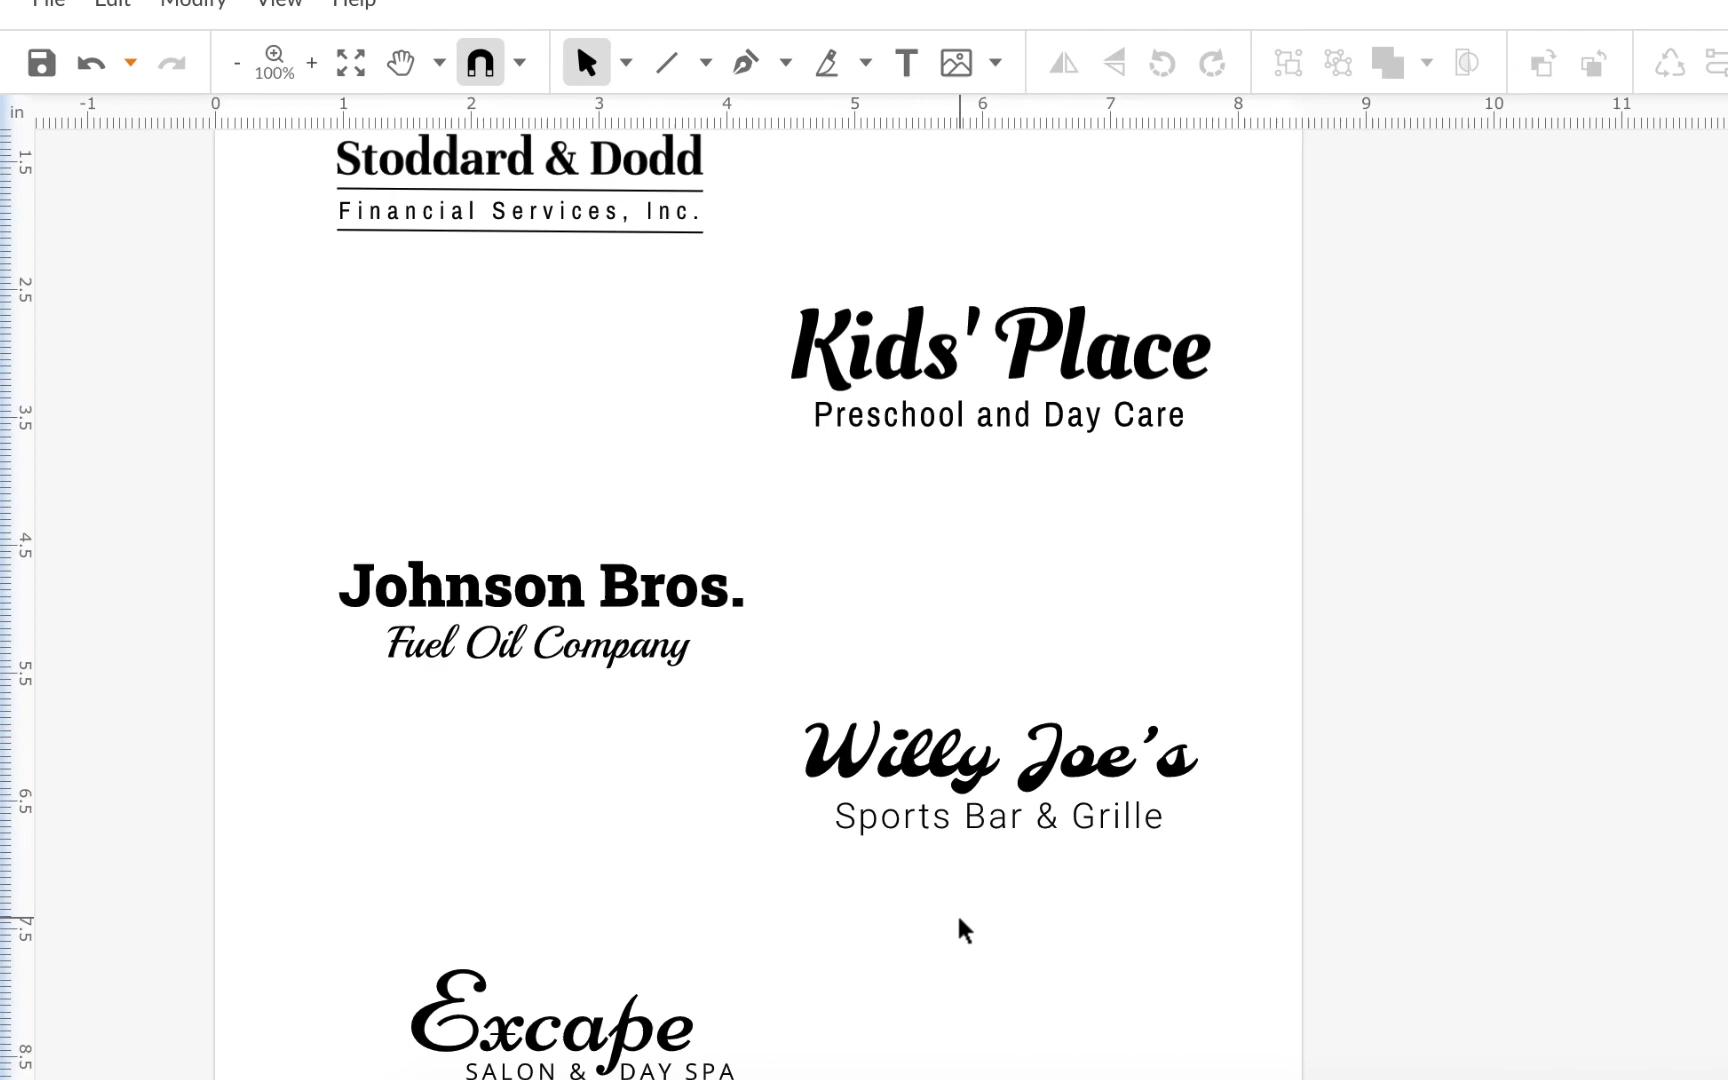 File Edit Modify View Help
- 100% +
in
-1 0 1 2 3 4 5 6 7 8 9 10 11
1.5
2.5
3.5
4.5
5.5
6.5
7.5
8.5
Stoddard & Dodd
Financial Services, Inc.
Kids' Place
Preschool and Day Care
Johnson Bros.
Fuel Oil Company
Willy Joe's
Sports Bar & Grille
Excape
SALON & DAY SPA